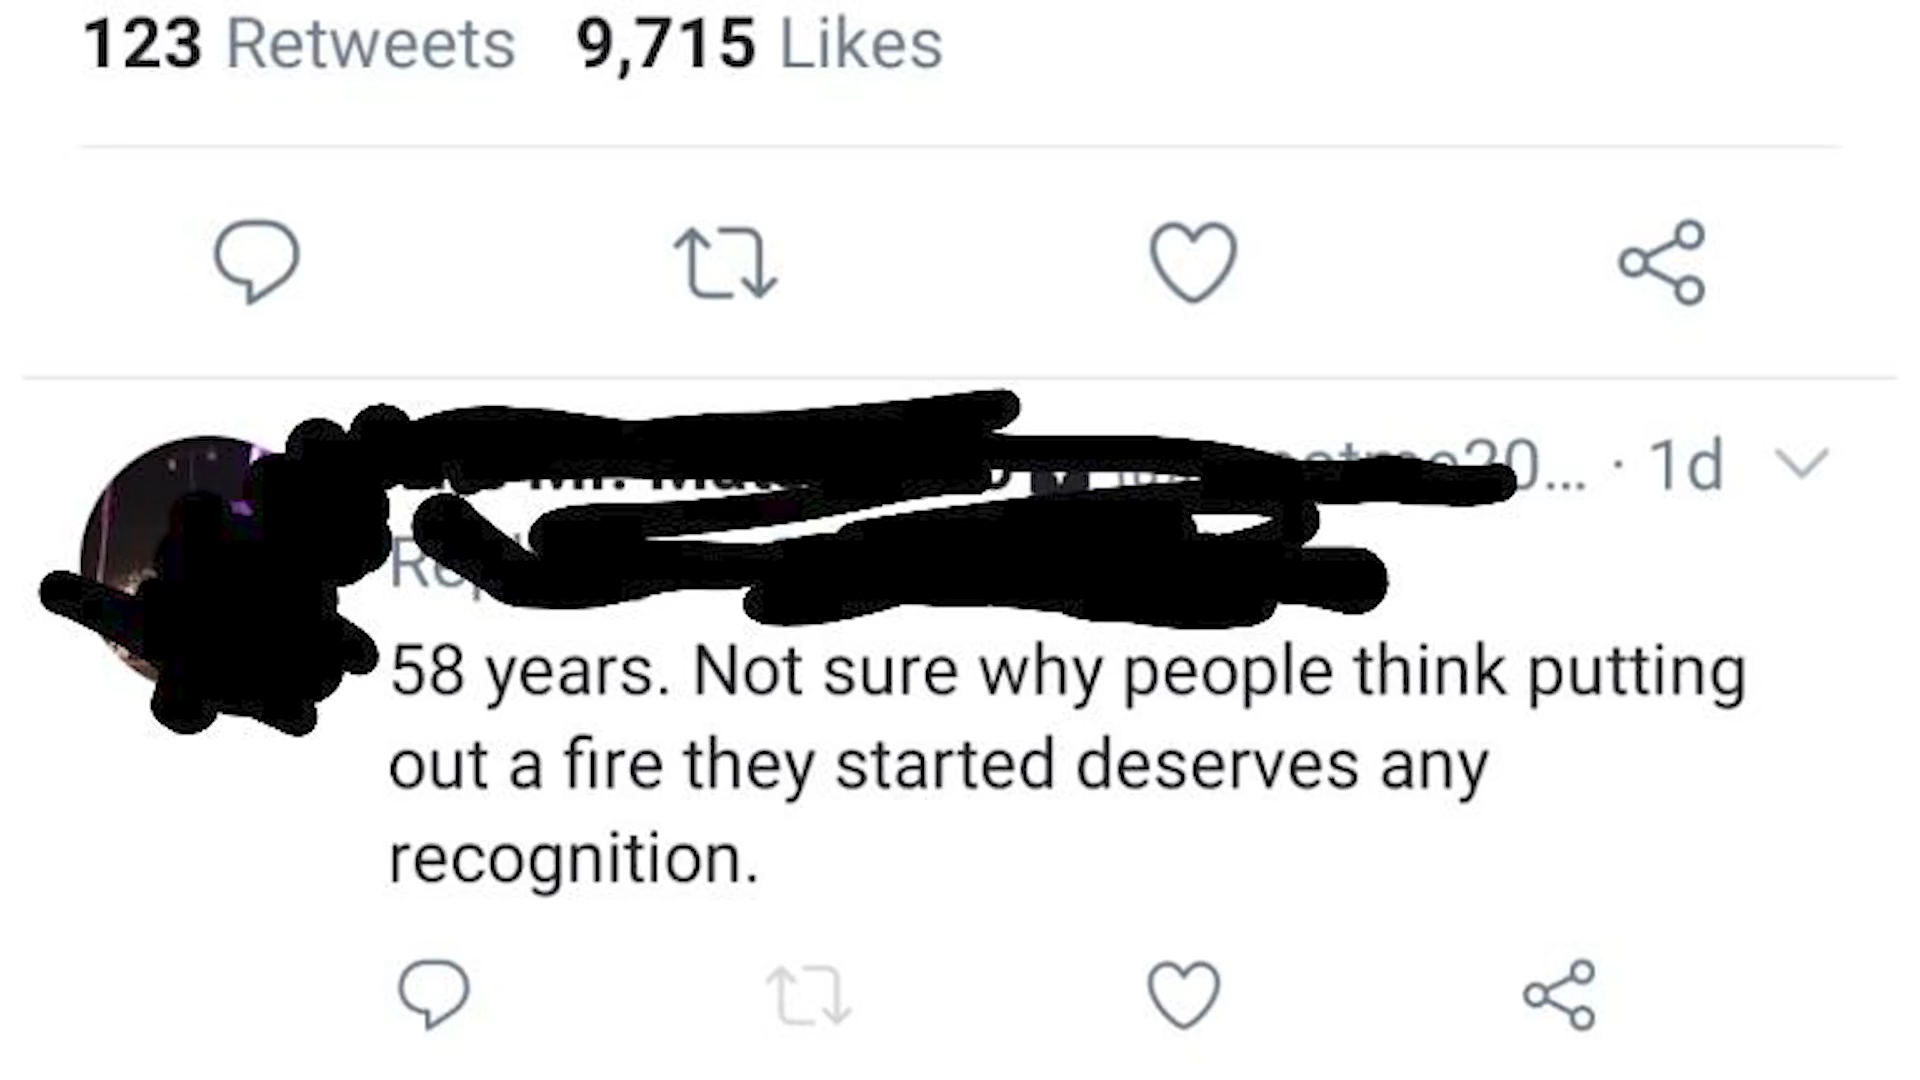 123 Retweets 9,715 Likes
20... · 1d
58 years. Not sure why people think putting
out a fire they started deserves any
recognition.